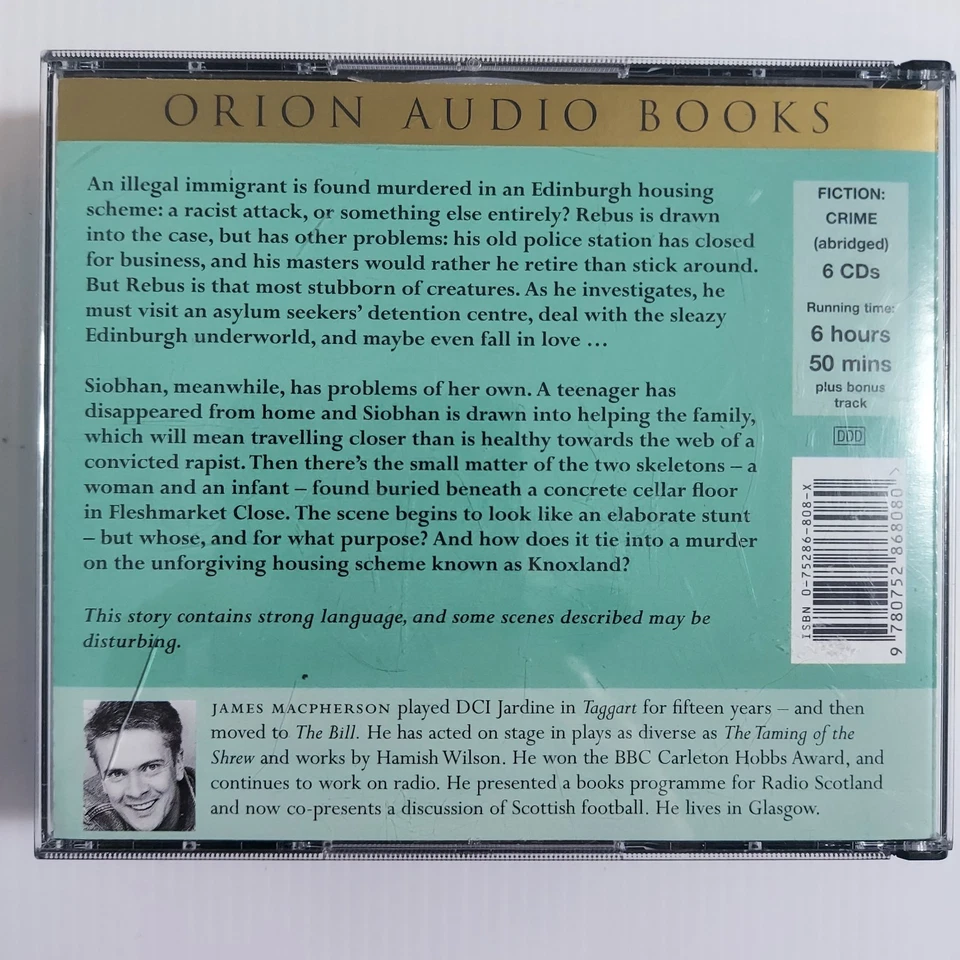 ORION AUDIO BOOKS
An illegal immigrant is found murdered in an Edinburgh housing
scheme: a racist attack, or something else entirely? Rebus is drawn
into the case, but has other problems: his old police station has closed
for business, and his masters would rather he retire than stick around.
But Rebus is that most stubborn of creatures. As he investigates, he
must visit an asylum seekers' detention centre, deal with the sleazy
Edinburgh underworld, and maybe even fall in love ...
Siobhan, meanwhile, has problems of her own. A teenager has
disappeared from home and Siobhan is drawn into helping the family,
which will mean travelling closer than is healthy towards the web of a
convicted rapist. Then there's the small matter of the two skeletons – a
woman and an infant – found buried beneath a concrete cellar floor
in Fleshmarket Close. The scene begins to look like an elaborate stunt
– but whose, and for what purpose? And how does it tie into a murder
on the unforgiving housing scheme known as Knoxland?
This story contains strong language, and some scenes described may be
disturbing.
FICTION:
CRIME
(abridged)
6 CDs
Running time:
6 hours
50 mins
plus bonus
track
DDD
ISBN 0-75286-808-X
9 780752 868080 >
JAMES MACPHERSON played DCI Jardine in Taggart for fifteen years – and then
moved to The Bill. He has acted on stage in plays as diverse as The Taming of the
Shrew and works by Hamish Wilson. He won the BBC Carleton Hobbs Award, and
continues to work on radio. He presented a books programme for Radio Scotland
and now co-presents a discussion of Scottish football. He lives in Glasgow.